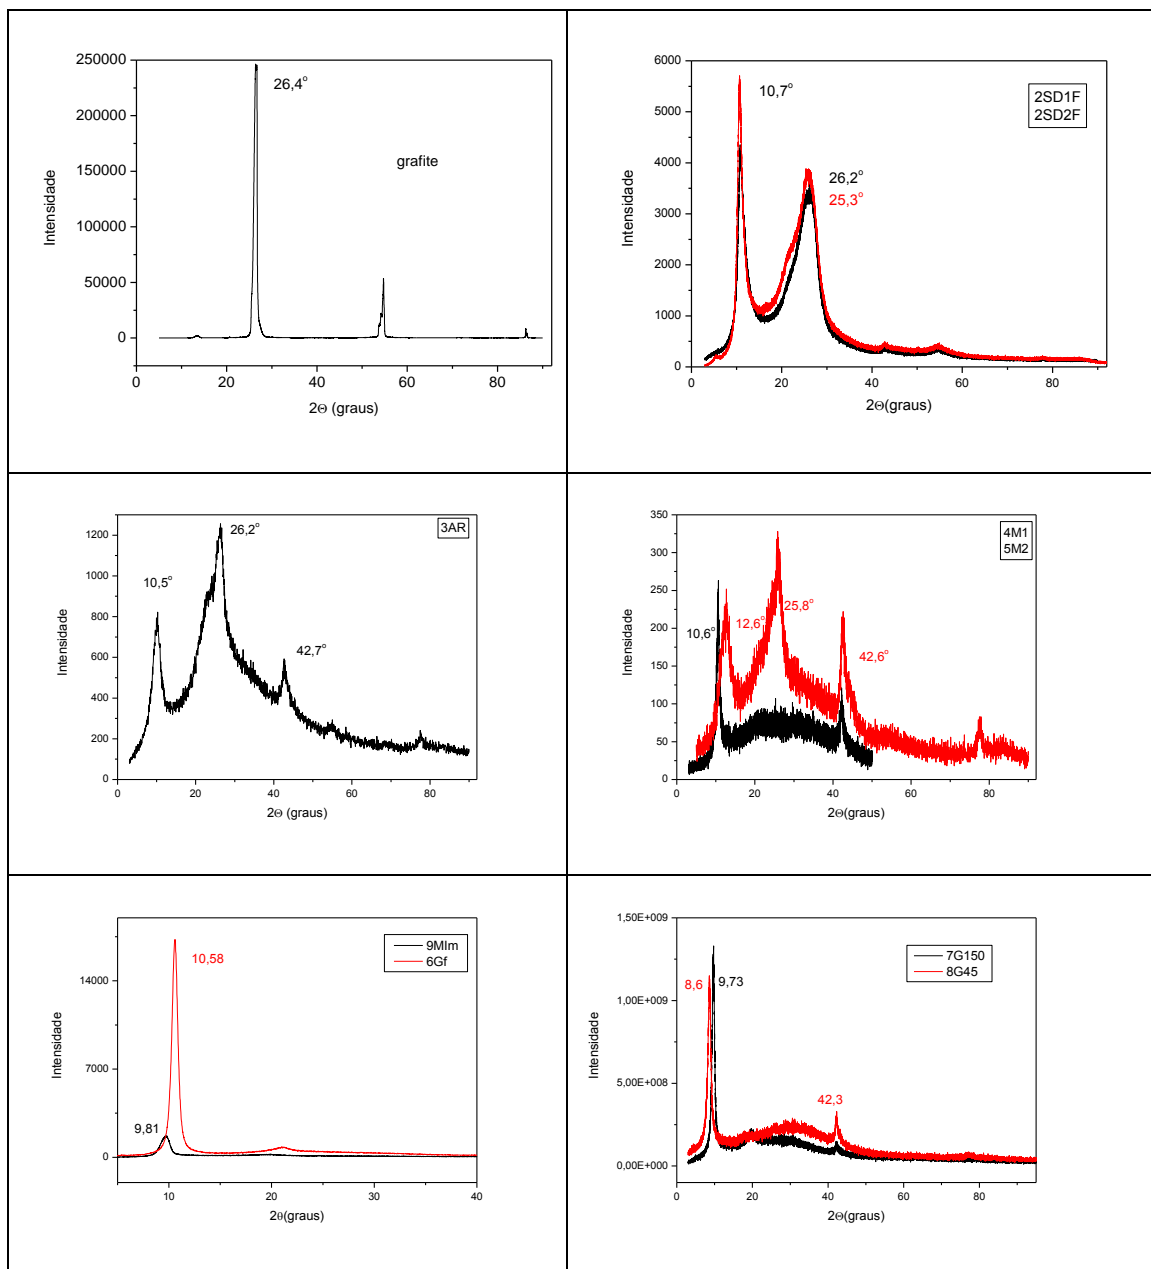 250000
200000
150000
100000
50000
0
Intensidade
26,4°
grafite
0 20 40 60 80
2Θ (graus)
6000
5000
4000
3000
2000
1000
0
Intensidade
10,7°
26,2°
25,3°
2SD1F
2SD2F
0 20 40 60 80
2Θ(graus)
1200
1000
800
600
400
200
0
Intensidade
10,5°
26,2°
42,7°
3AR
0 20 40 60 80
2Θ (graus)
350
300
250
200
150
100
50
0
Intensidade
10,6°
12,6°
25,8°
42,6°
4M1
5M2
0 20 40 60 80
2Θ(graus)
14000
7000
0
Intensidade
9,81
10,58
9MIm
6Gf
10 20 30 40
2θ(graus)
1,50E+009
1,00E+009
5,00E+008
0,00E+000
Intensidade
8,6
9,73
42,3
7G150
8G45
0 20 40 60 80
2Θ(graus)